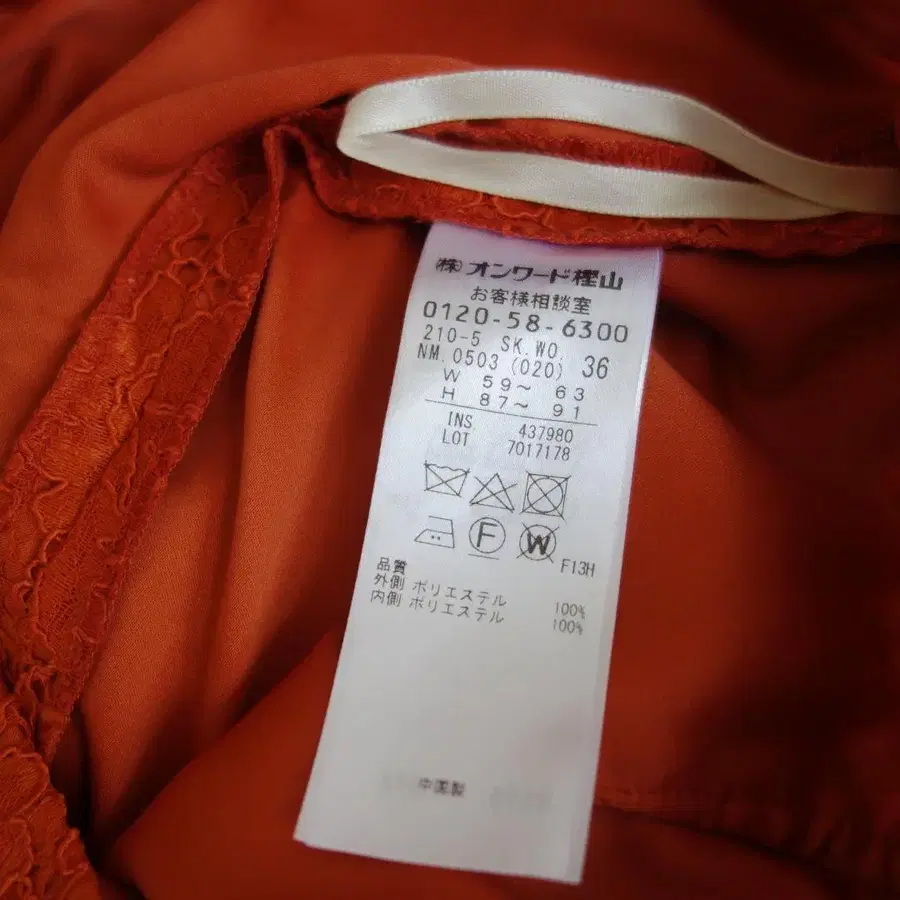 ㈱オンワード樫山
お客様相談室
0120-58-6300
210-5 SK.WO. 36
NM.0503 (020)
W 59〜 63
H 87〜 91
INS 437980
LOT 7017178
F W F13H
品質
外側 ポリエステル 100%
内側 ポリエステル 100%
中国製